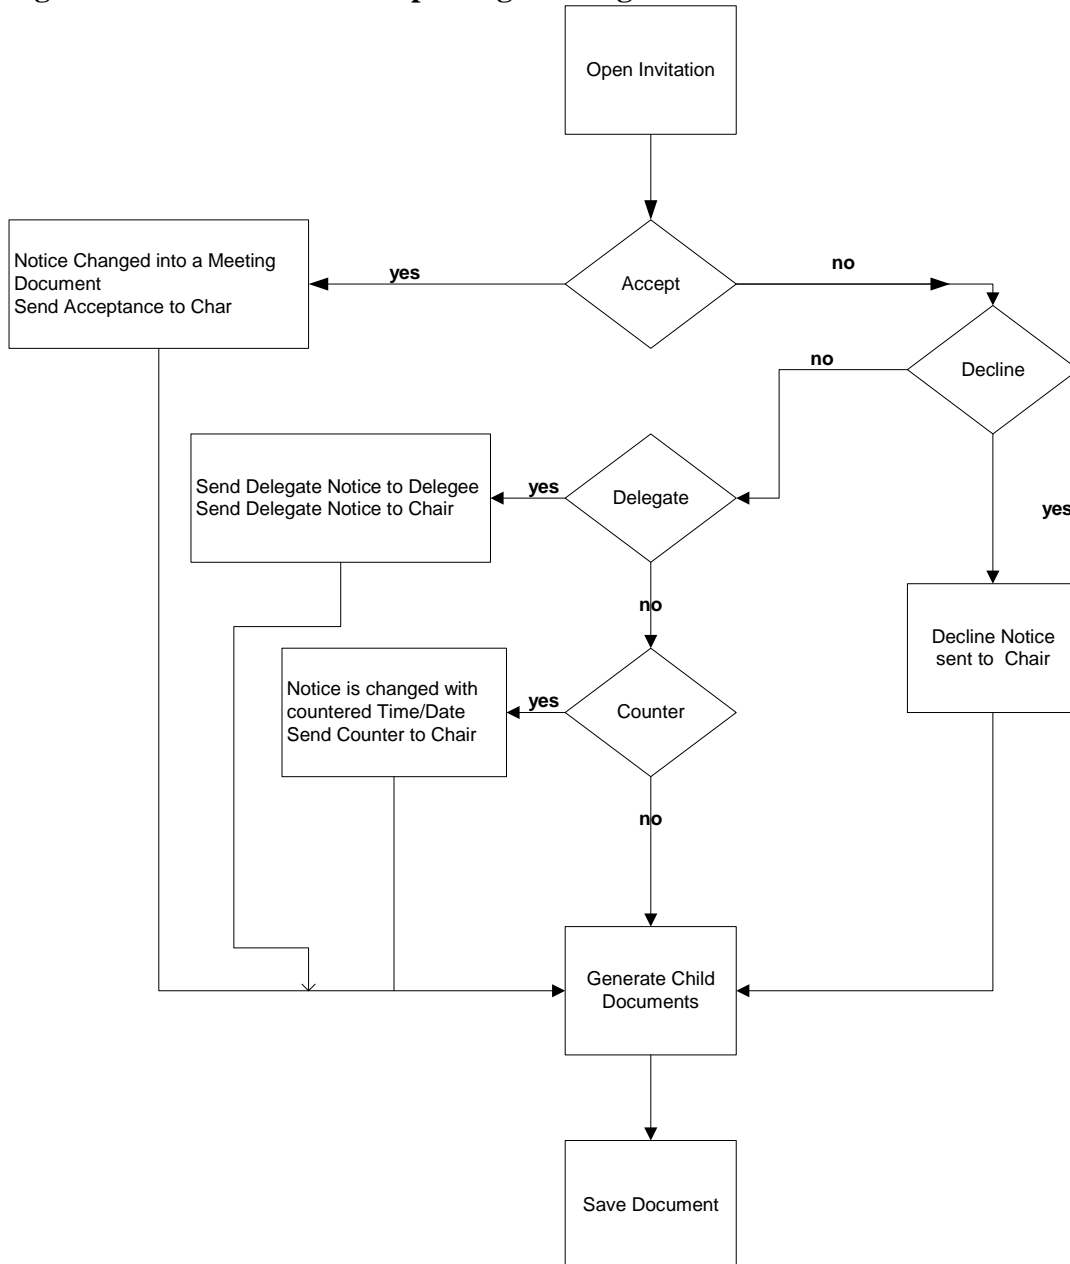 Open Invitation
Accept
yes
no
Notice Changed into a Meeting
Document
Send Acceptance to Char
Decline
no
yes
Delegate
yes
Send Delegate Notice to Delegee
Send Delegate Notice to Chair
no
Decline Notice
sent to Chair
Counter
yes
Notice is changed with
countered Time/Date
Send Counter to Chair
no
Generate Child
Documents
Save Document